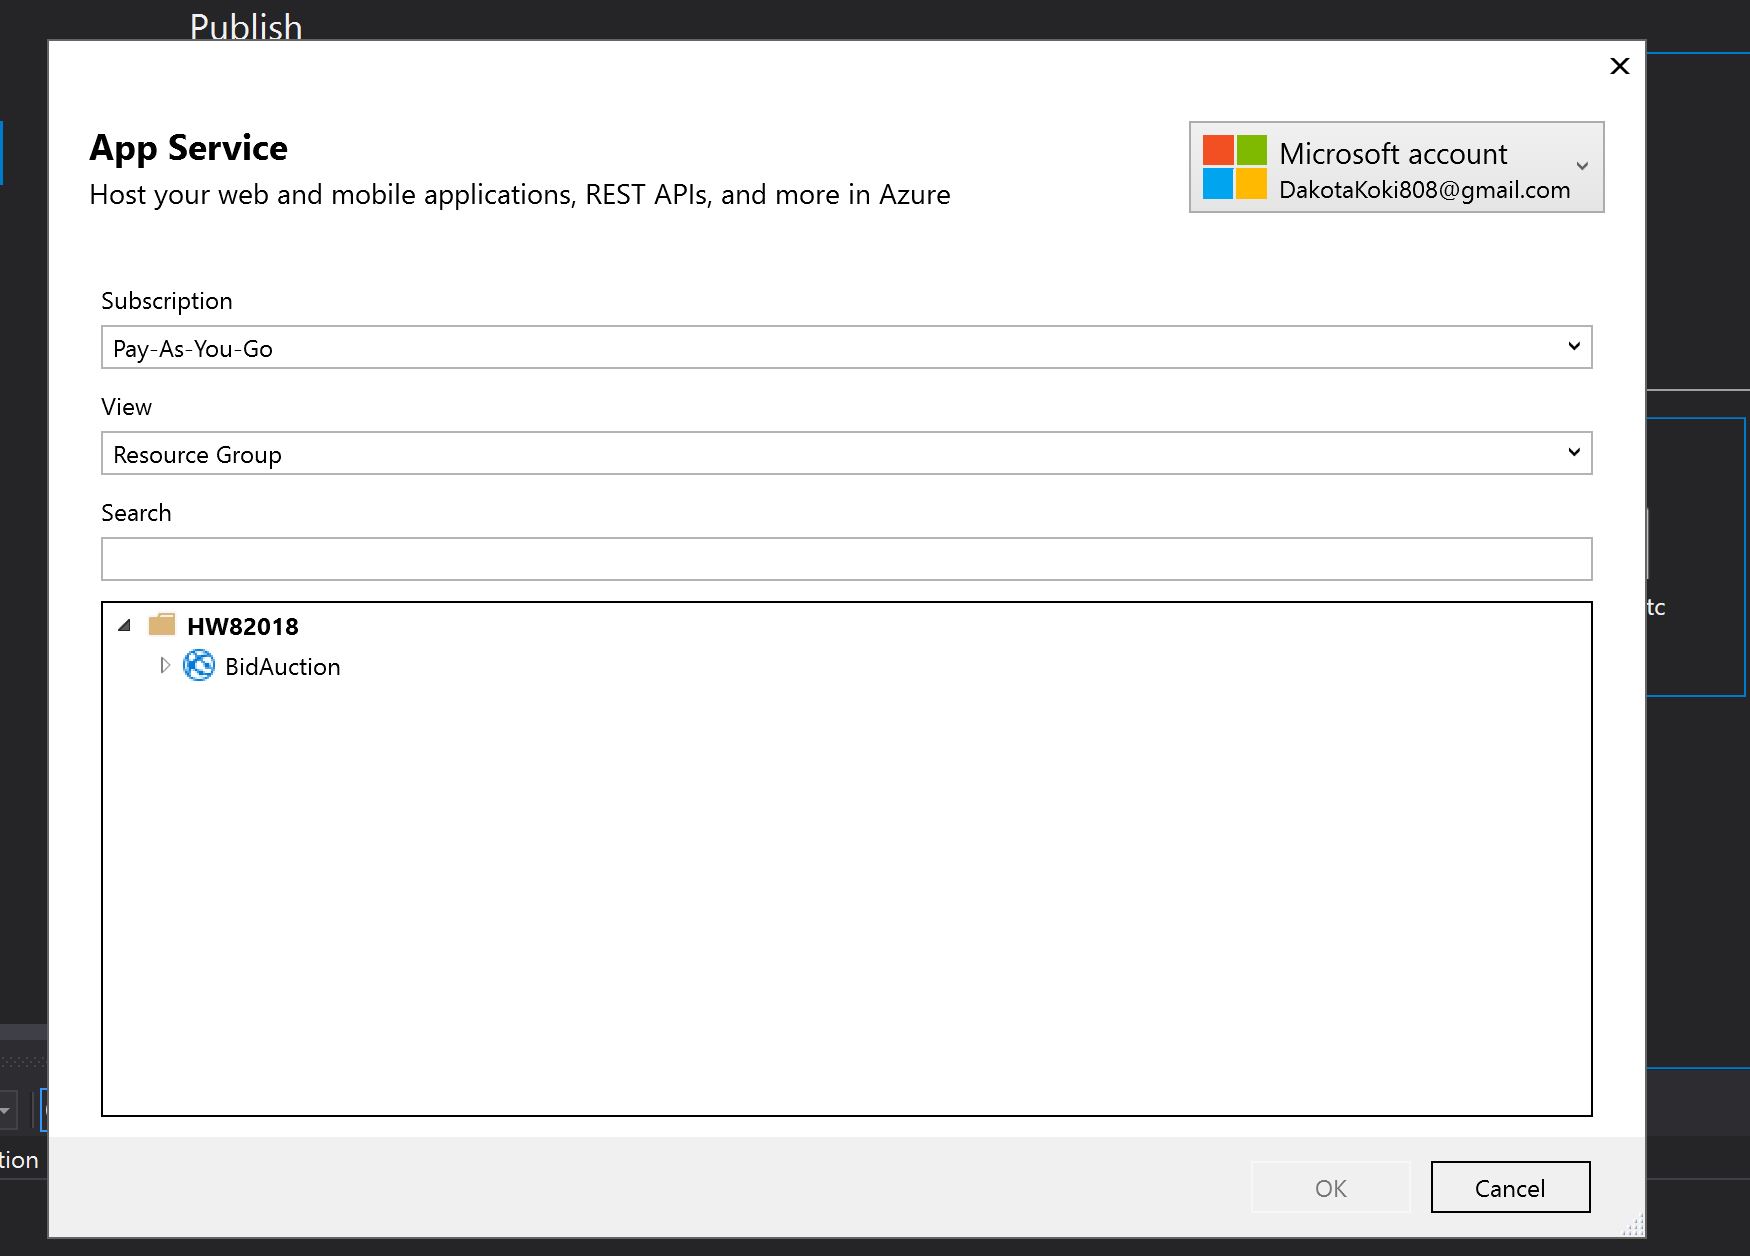 Publish
App Service
Host your web and mobile applications, REST APIs, and more in Azure
Microsoft account
DakotaKoki808@gmail.com
Subscription
Pay-As-You-Go
View
Resource Group
Search
tc
HW82018
BidAuction
tion
OK
Cancel